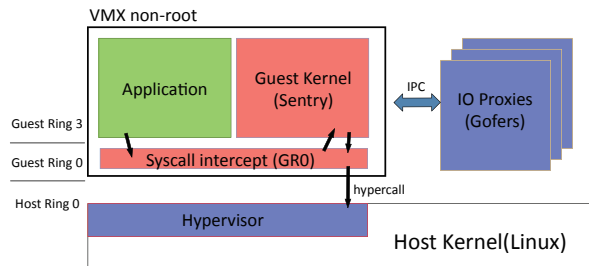 VMX non-root
Application
Guest Kernel
(Sentry)
IPC
IO Proxies
(Gofers)
Guest Ring 3
Syscall intercept (GR0)
Guest Ring 0
hypercall
Host Ring 0
Hypervisor
Host Kernel(Linux)